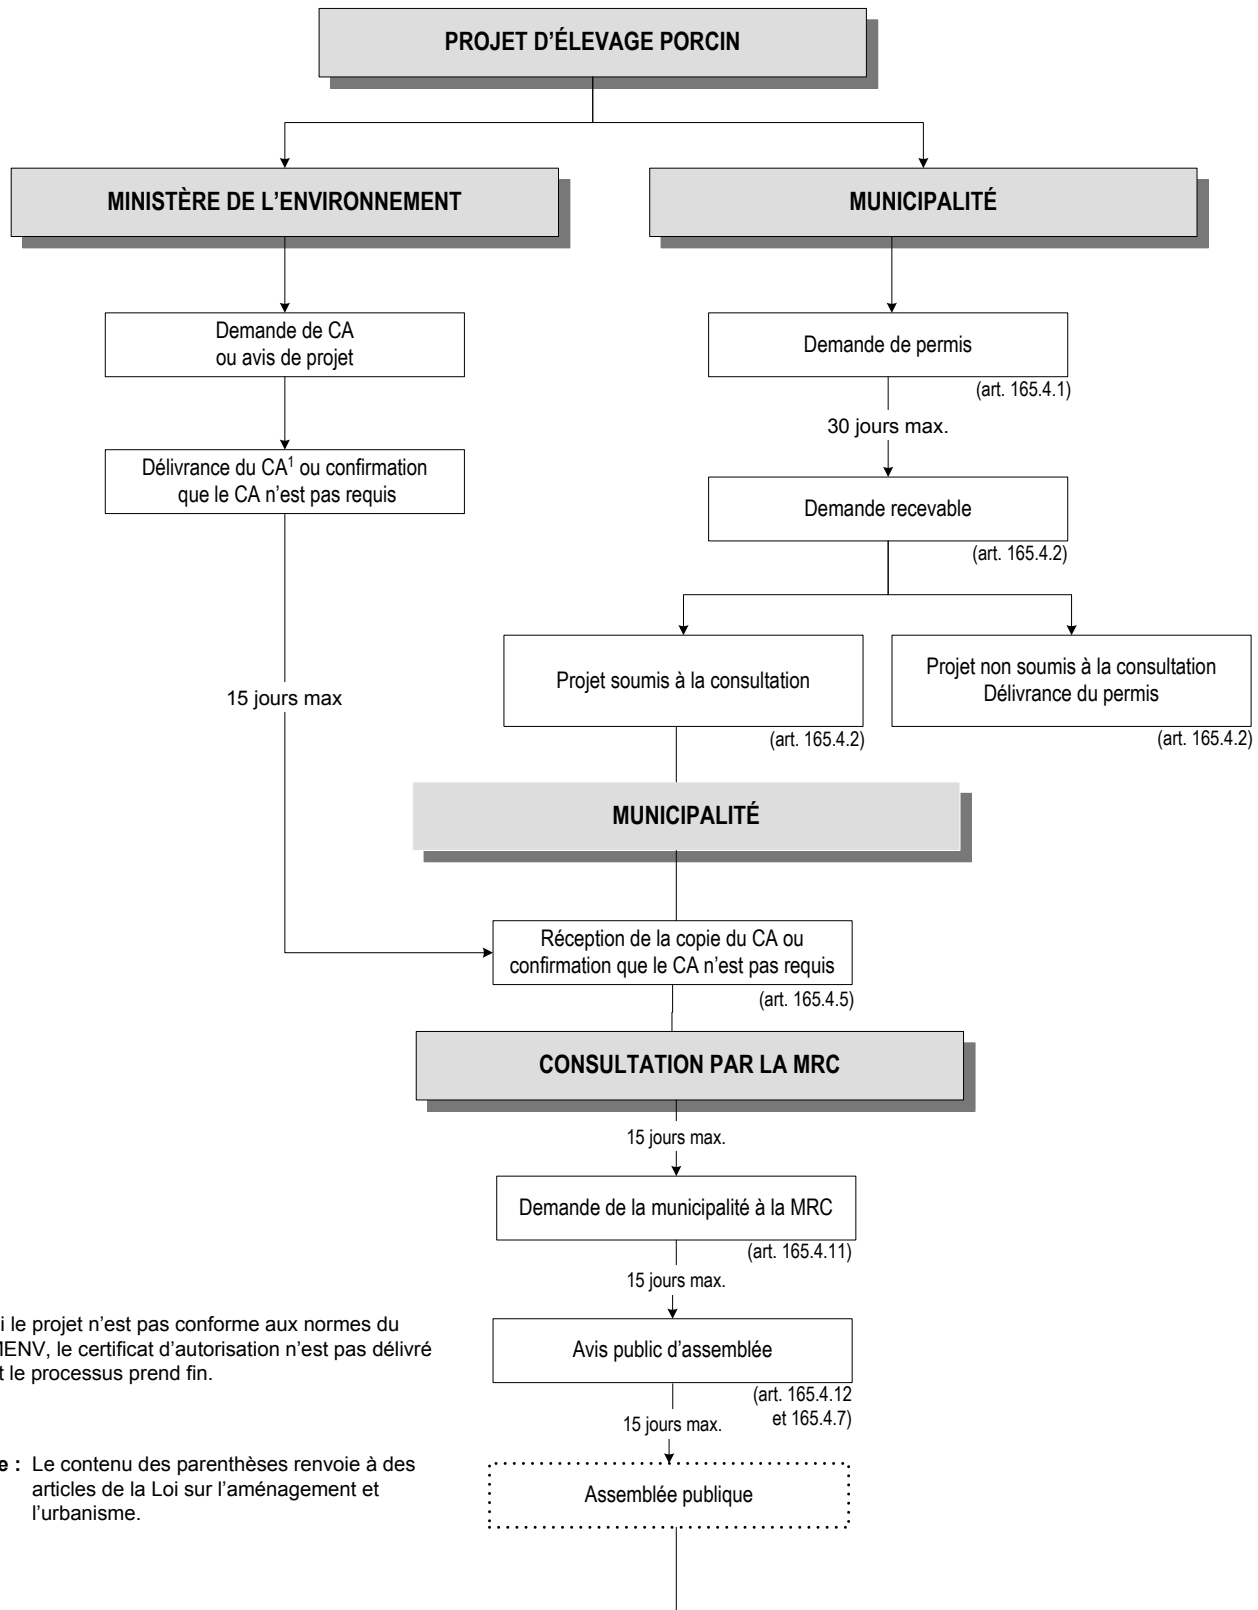 PROJET D'ÉLEVAGE PORCIN
MINISTÈRE DE L'ENVIRONNEMENT
MUNICIPALITÉ
Demande de CA
ou avis de projet
Demande de permis
(art. 165.4.1)
30 jours max.
Délivrance du CA¹ ou confirmation
que le CA n'est pas requis
Demande recevable
(art. 165.4.2)
Projet soumis à la consultation
(art. 165.4.2)
Projet non soumis à la consultation
Délivrance du permis
(art. 165.4.2)
15 jours max
MUNICIPALITÉ
Réception de la copie du CA ou
confirmation que le CA n'est pas requis
(art. 165.4.5)
CONSULTATION PAR LA MRC
15 jours max.
Demande de la municipalité à la MRC
(art. 165.4.11)
15 jours max.
Avis public d'assemblée
(art. 165.4.12
et 165.4.7)
15 jours max.
Assemblée publique
i le projet n'est pas conforme aux normes du
MENV, le certificat d'autorisation n'est pas délivré
t le processus prend fin.
e : Le contenu des parenthèses renvoie à des
articles de la Loi sur l'aménagement et
l'urbanisme.